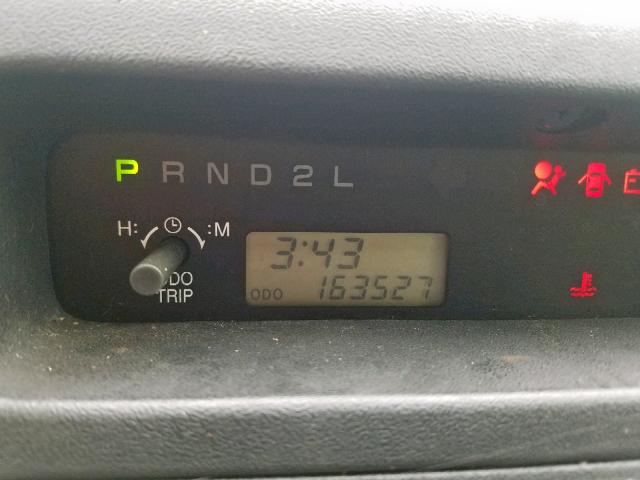 P R N D 2 L
H: :M
3:43
ODO
TRIP
ODO 163527